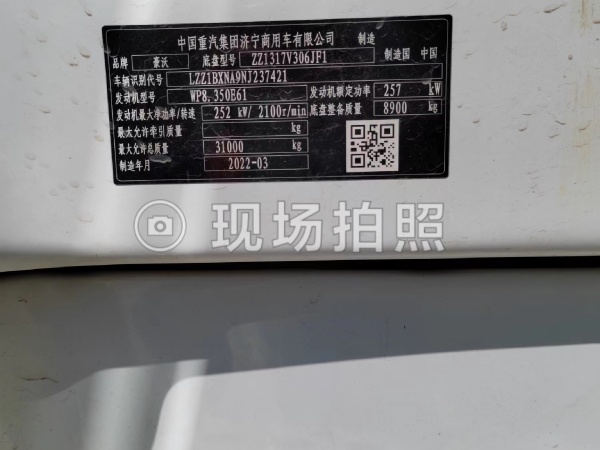 中国重汽集团济宁商用车有限公司 制造
品牌 豪沃 底盘型号 ZZ1317V306JF1 制造国 中国
车辆识别代号 LZZ1BXNA9NJ237421
发动机型号 WP8.350E61 发动机额定功率 257 kW
发动机最大净功率/转速 252 kW/ 2100r/min 底盘整备质量 8900 kg
最大允许牵引质量 kg
最大允许总质量 31000 kg
制造年月 2022-03
现场拍照